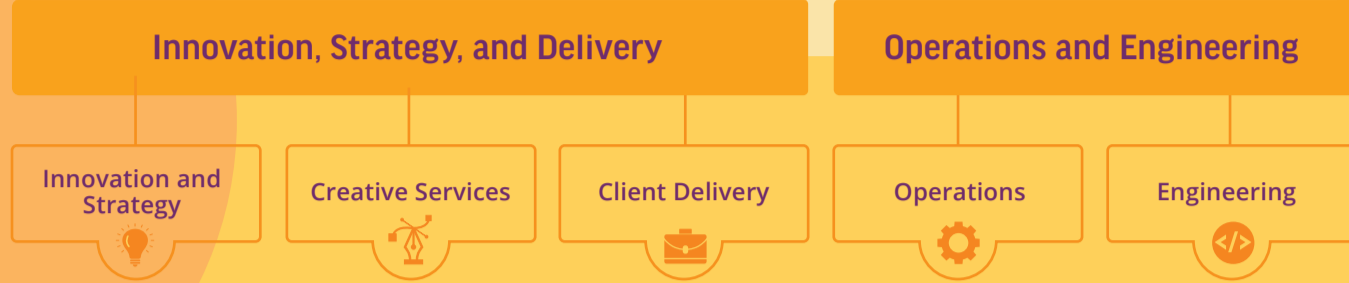 Innovation, Strategy, and Delivery
Operations and Engineering
Innovation and
Strategy
Creative Services
Client Delivery
Operations
Engineering
</>